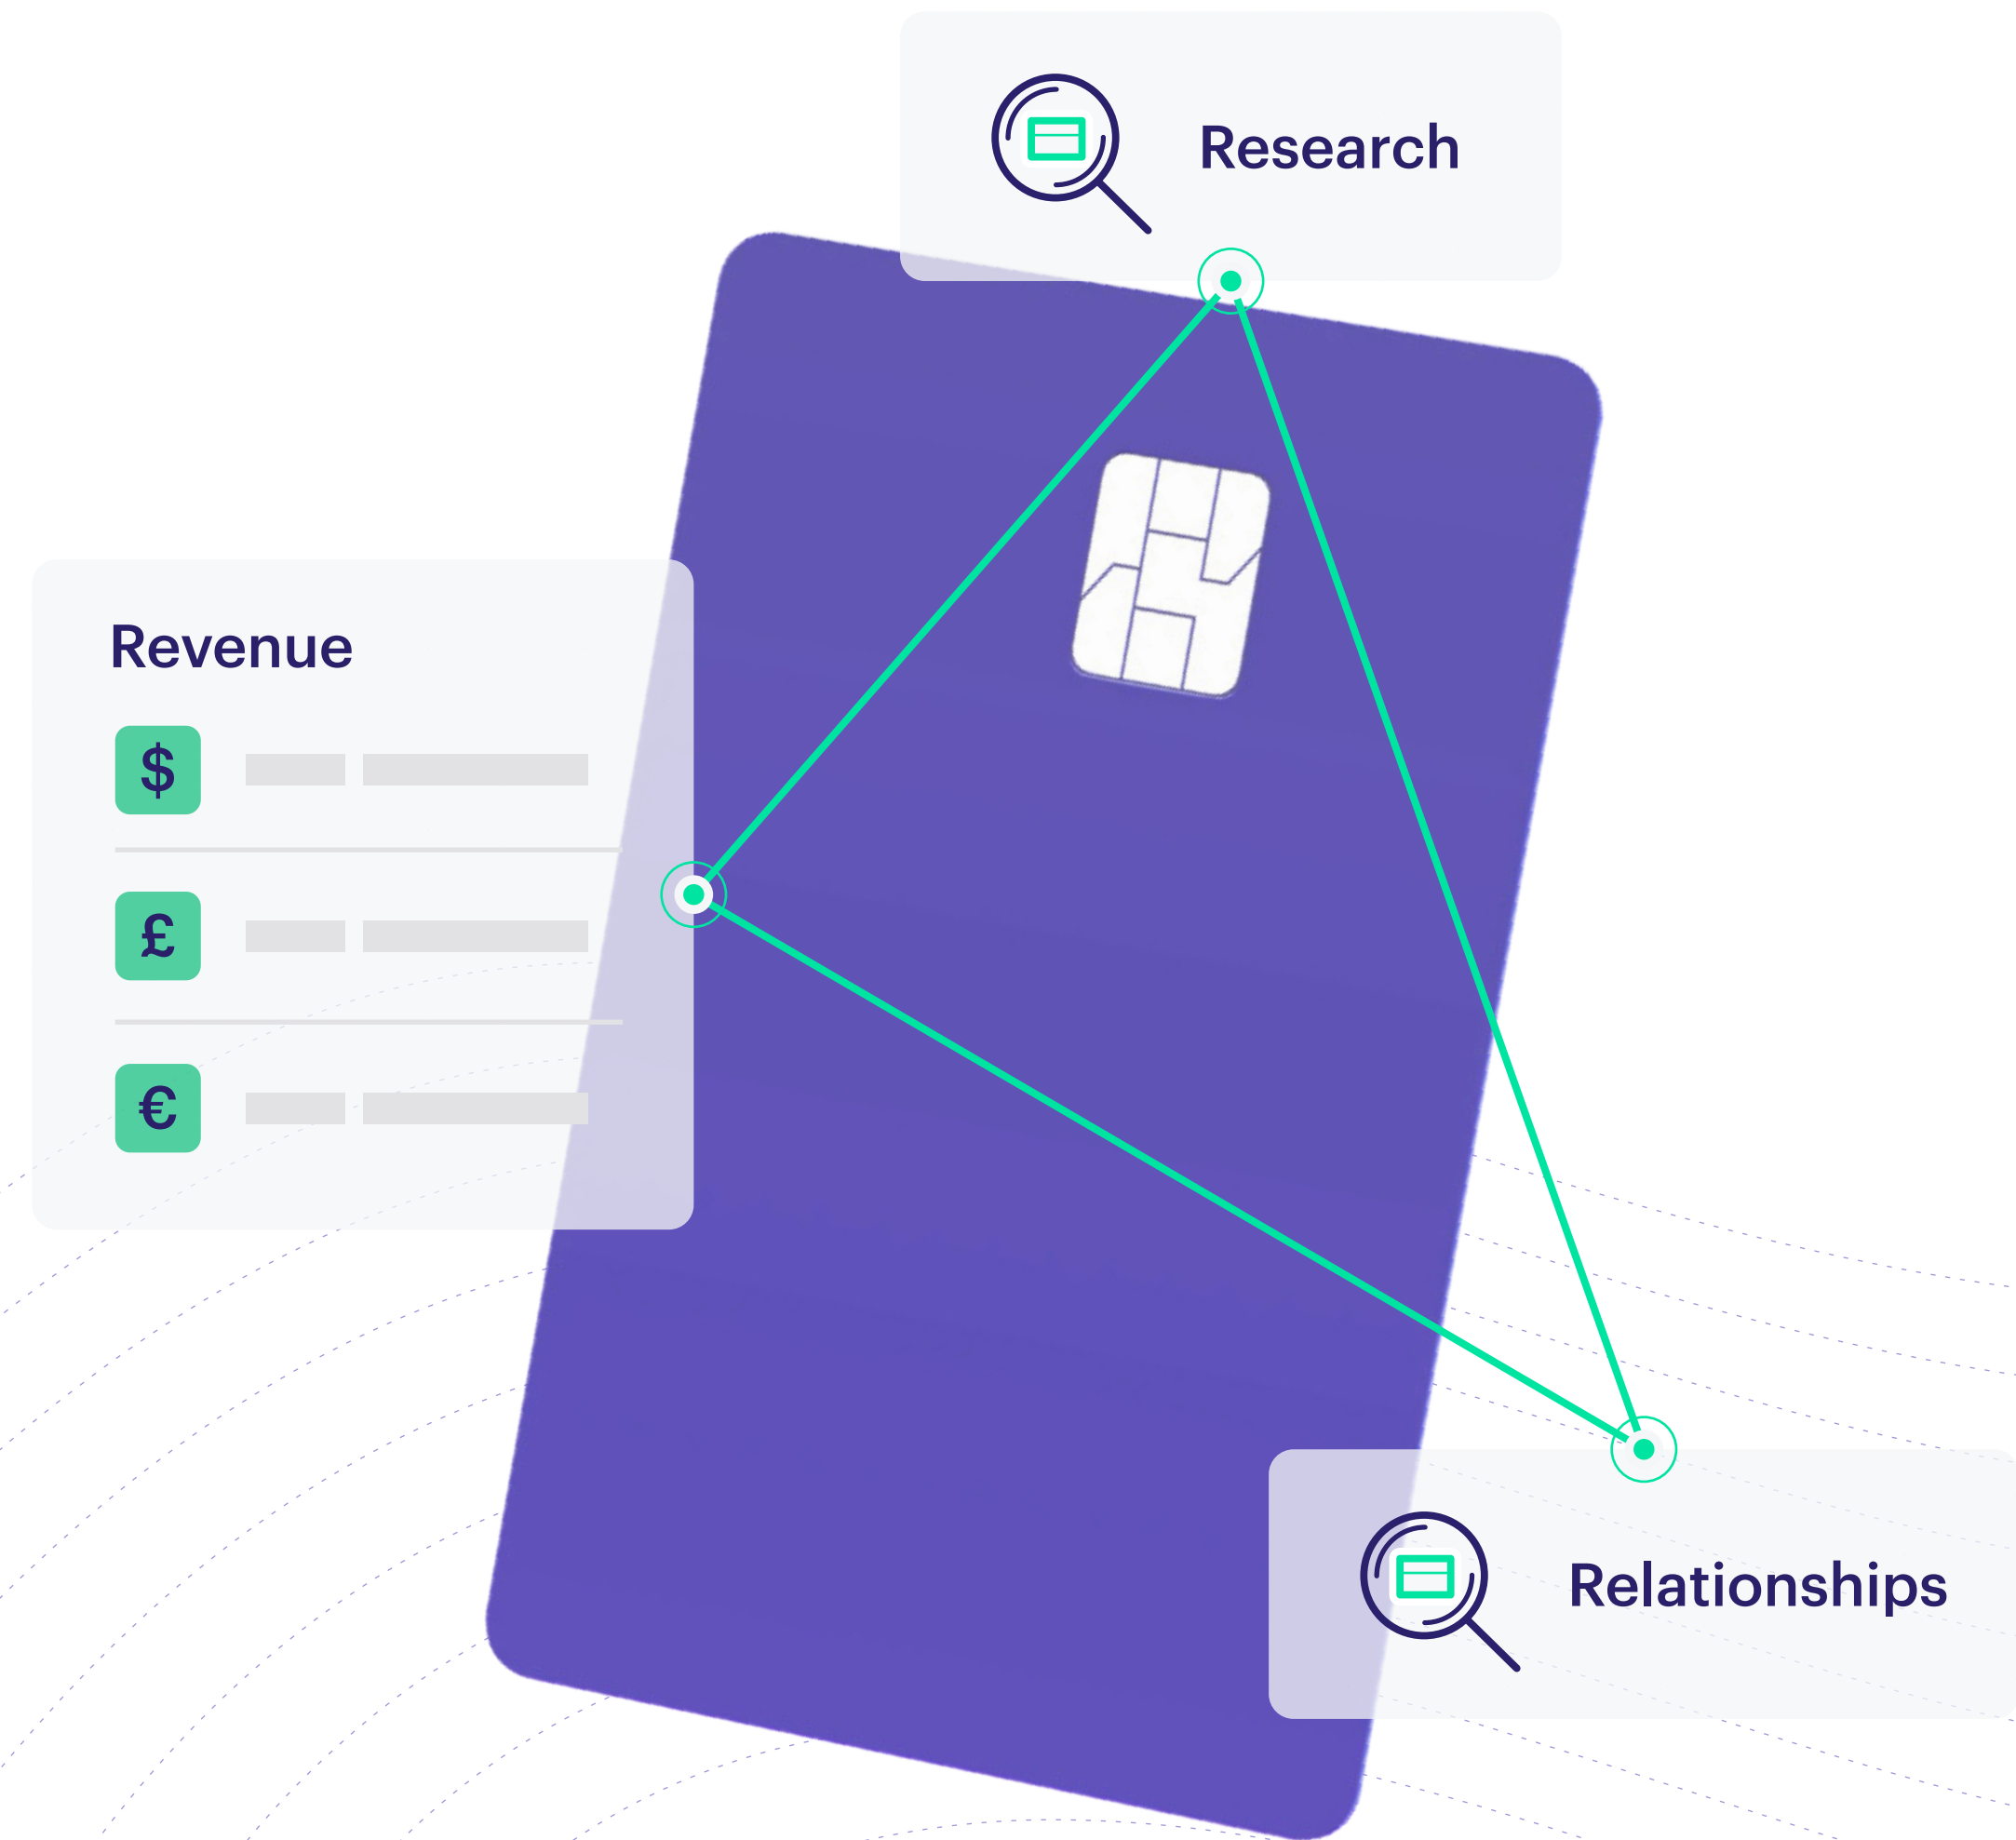 Research
Revenue
$
£
€
Relationships